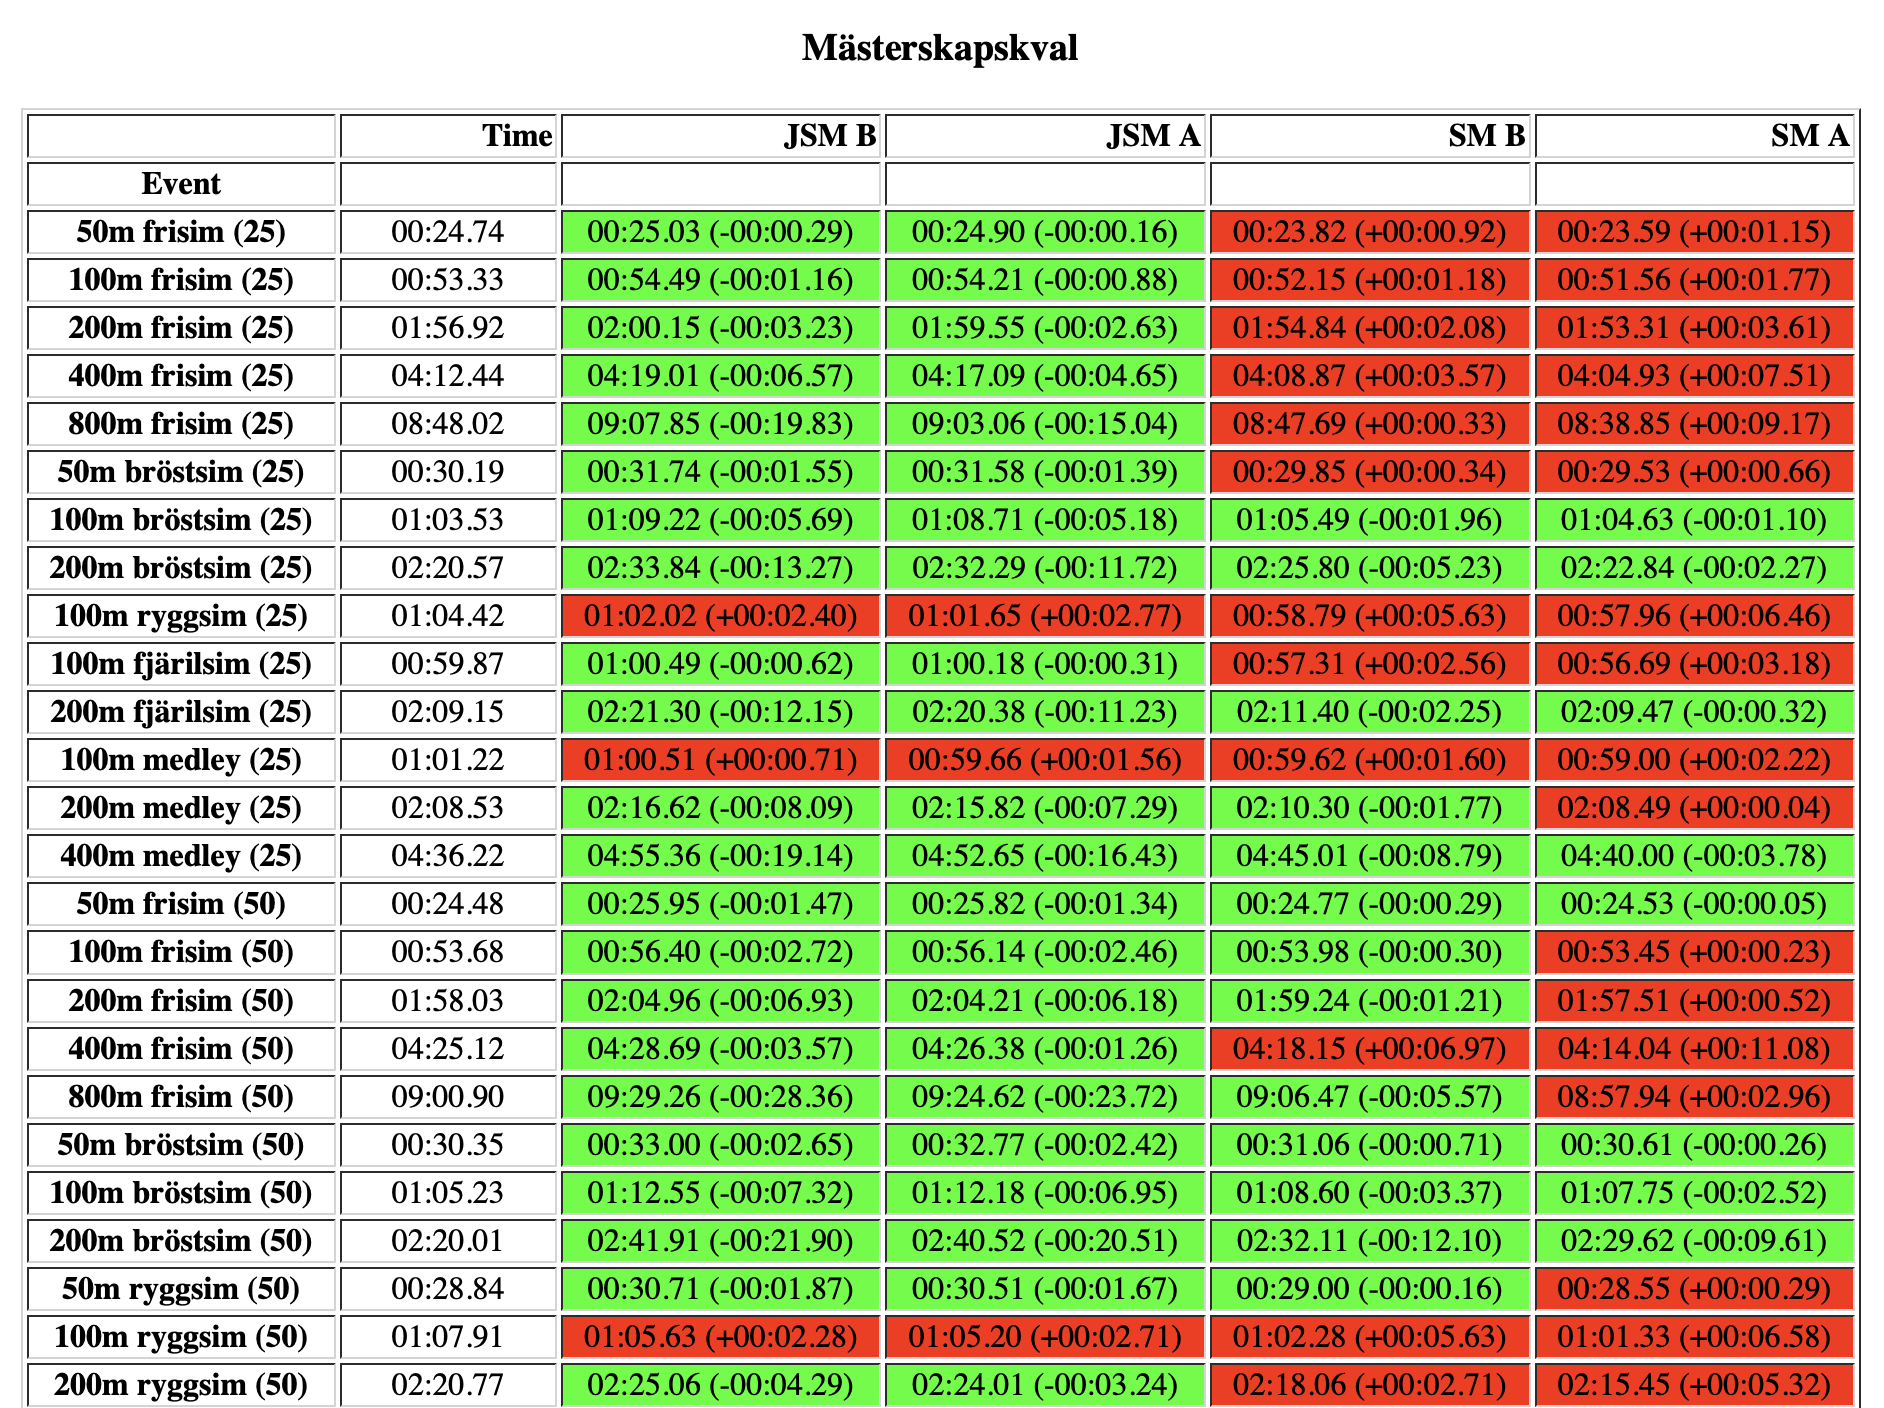 Mästerskapskval
Time JSM B JSM A SM B SM A
Event
50m frisim (25) 00:24.74 00:25.03 (-00:00.29) 00:24.90 (-00:00.16) 00:23.82 (+00:00.92) 00:23.59 (+00:01.15)
100m frisim (25) 00:53.33 00:54.49 (-00:01.16) 00:54.21 (-00:00.88) 00:52.15 (+00:01.18) 00:51.56 (+00:01.77)
200m frisim (25) 01:56.92 02:00.15 (-00:03.23) 01:59.55 (-00:02.63) 01:54.84 (+00:02.08) 01:53.31 (+00:03.61)
400m frisim (25) 04:12.44 04:19.01 (-00:06.57) 04:17.09 (-00:04.65) 04:08.87 (+00:03.57) 04:04.93 (+00:07.51)
800m frisim (25) 08:48.02 09:07.85 (-00:19.83) 09:03.06 (-00:15.04) 08:47.69 (+00:00.33) 08:38.85 (+00:09.17)
50m bröstsim (25) 00:30.19 00:31.74 (-00:01.55) 00:31.58 (-00:01.39) 00:29.85 (+00:00.34) 00:29.53 (+00:00.66)
100m bröstsim (25) 01:03.53 01:09.22 (-00:05.69) 01:08.71 (-00:05.18) 01:05.49 (-00:01.96) 01:04.63 (-00:01.10)
200m bröstsim (25) 02:20.57 02:33.84 (-00:13.27) 02:32.29 (-00:11.72) 02:25.80 (-00:05.23) 02:22.84 (-00:02.27)
100m ryggsim (25) 01:04.42 01:02.02 (+00:02.40) 01:01.65 (+00:02.77) 00:58.79 (+00:05.63) 00:57.96 (+00:06.46)
100m fjärilsim (25) 00:59.87 01:00.49 (-00:00.62) 01:00.18 (-00:00.31) 00:57.31 (+00:02.56) 00:56.69 (+00:03.18)
200m fjärilsim (25) 02:09.15 02:21.30 (-00:12.15) 02:20.38 (-00:11.23) 02:11.40 (-00:02.25) 02:09.47 (-00:00.32)
100m medley (25) 01:01.22 01:00.51 (+00:00.71) 00:59.66 (+00:01.56) 00:59.62 (+00:01.60) 00:59.00 (+00:02.22)
200m medley (25) 02:08.53 02:16.62 (-00:08.09) 02:15.82 (-00:07.29) 02:10.30 (-00:01.77) 02:08.49 (+00:00.04)
400m medley (25) 04:36.22 04:55.36 (-00:19.14) 04:52.65 (-00:16.43) 04:45.01 (-00:08.79) 04:40.00 (-00:03.78)
50m frisim (50) 00:24.48 00:25.95 (-00:01.47) 00:25.82 (-00:01.34) 00:24.77 (-00:00.29) 00:24.53 (-00:00.05)
100m frisim (50) 00:53.68 00:56.40 (-00:02.72) 00:56.14 (-00:02.46) 00:53.98 (-00:00.30) 00:53.45 (+00:00.23)
200m frisim (50) 01:58.03 02:04.96 (-00:06.93) 02:04.21 (-00:06.18) 01:59.24 (-00:01.21) 01:57.51 (+00:00.52)
400m frisim (50) 04:25.12 04:28.69 (-00:03.57) 04:26.38 (-00:01.26) 04:18.15 (+00:06.97) 04:14.04 (+00:11.08)
800m frisim (50) 09:00.90 09:29.26 (-00:28.36) 09:24.62 (-00:23.72) 09:06.47 (-00:05.57) 08:57.94 (+00:02.96)
50m bröstsim (50) 00:30.35 00:33.00 (-00:02.65) 00:32.77 (-00:02.42) 00:31.06 (-00:00.71) 00:30.61 (-00:00.26)
100m bröstsim (50) 01:05.23 01:12.55 (-00:07.32) 01:12.18 (-00:06.95) 01:08.60 (-00:03.37) 01:07.75 (-00:02.52)
200m bröstsim (50) 02:20.01 02:41.91 (-00:21.90) 02:40.52 (-00:20.51) 02:32.11 (-00:12.10) 02:29.62 (-00:09.61)
50m ryggsim (50) 00:28.84 00:30.71 (-00:01.87) 00:30.51 (-00:01.67) 00:29.00 (-00:00.16) 00:28.55 (+00:00.29)
100m ryggsim (50) 01:07.91 01:05.63 (+00:02.28) 01:05.20 (+00:02.71) 01:02.28 (+00:05.63) 01:01.33 (+00:06.58)
200m ryggsim (50) 02:20.77 02:25.06 (-00:04.29) 02:24.01 (-00:03.24) 02:18.06 (+00:02.71) 02:15.45 (+00:05.32)